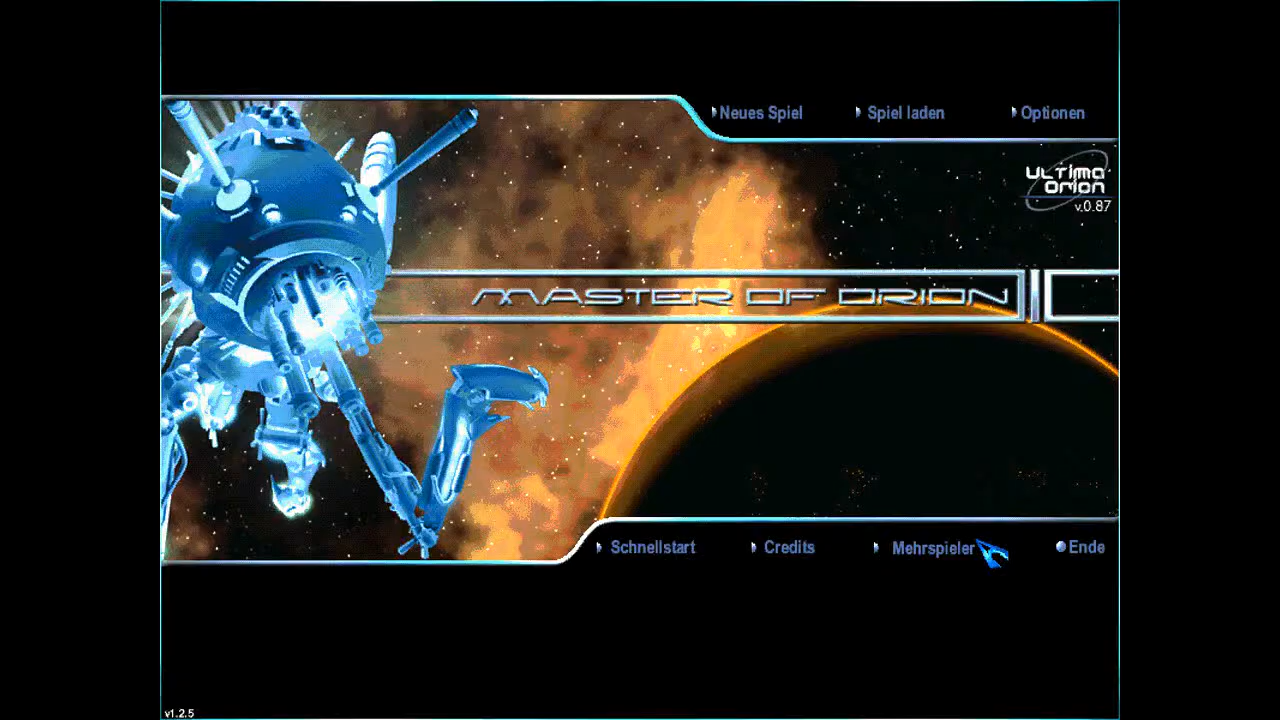 Neues Spiel
Spiel laden
Optionen
ULTIMA
ORION
v.0.87
MASTER OF ORION
Schnellstart
Credits
Mehrspieler
Ende
v1.2.5